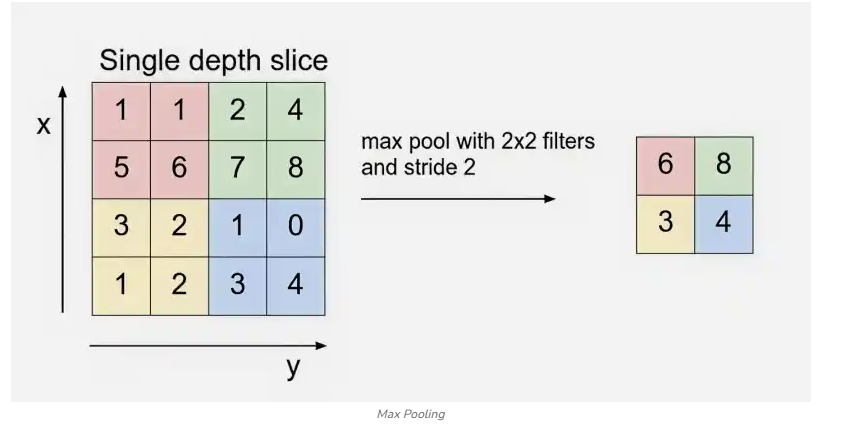 Single depth slice
x
1 1 2 4
5 6 7 8
3 2 1 0
1 2 3 4
y
max pool with 2x2 filters
and stride 2
6 8
3 4
Max Pooling